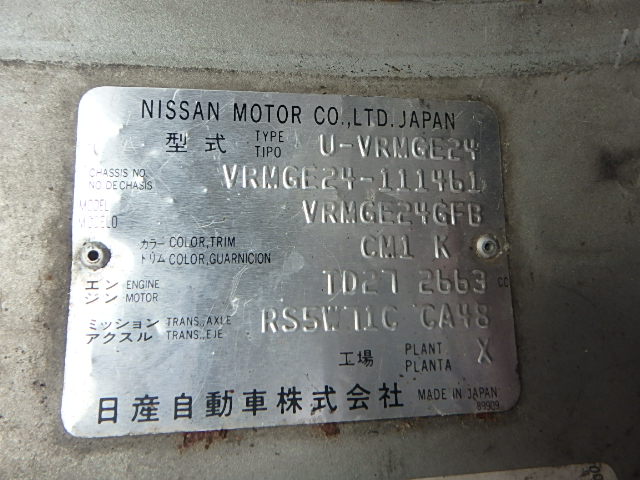 NISSAN MOTOR CO.,LTD. JAPAN
型式 TYPE TIPO U-VRMGE24
CHASSIS NO. NO. DE CHASIS VRMGE24-111461
MODEL MODELO VRMGE24GFB
カラー COLOR,TRIM CM1 K
トリム COLOR,GUARNICION
エンジン ENGINE MOTOR TD27 2663 CC
ミッション TRANS.,AXLE RS5W71C CA48
アクスル TRANS.,EJE
工場 PLANT PLANTA X
日産自動車株式会社 MADE IN JAPAN
89909